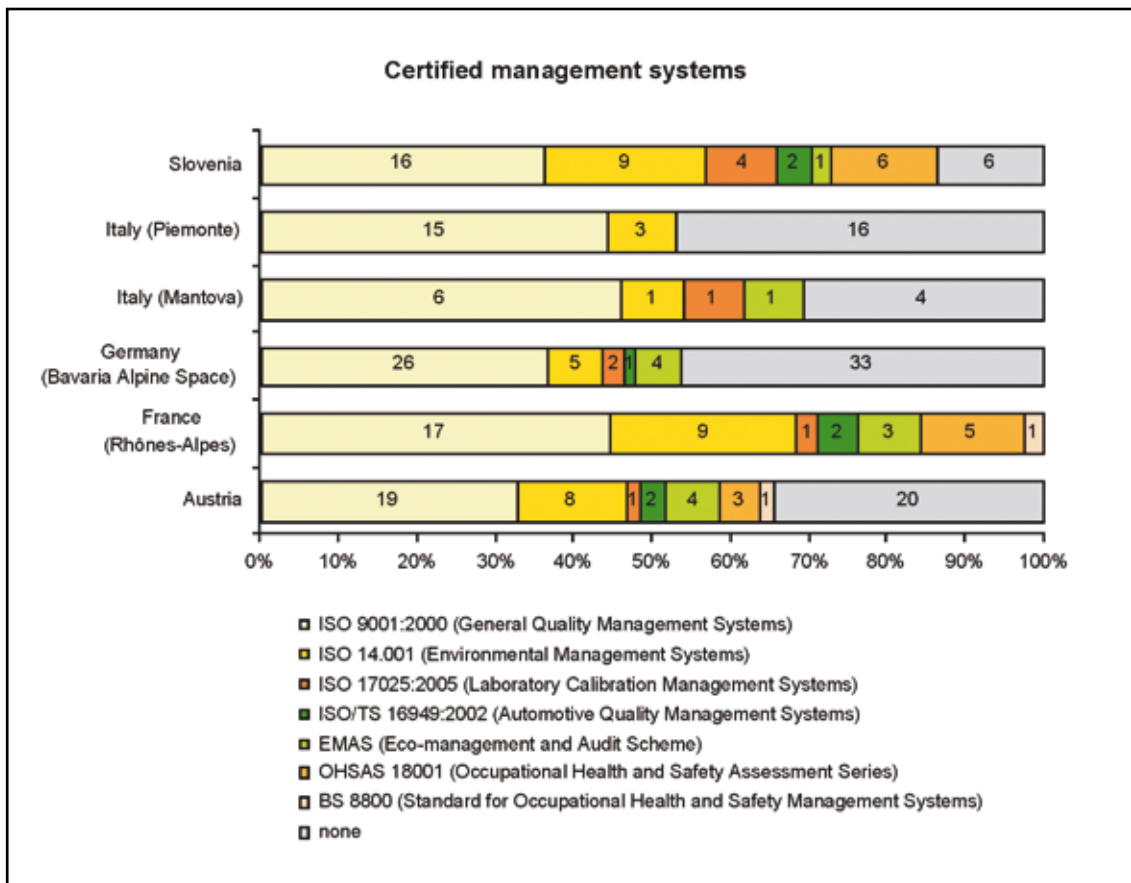 Certified management systems
Slovenia
16 9 4 2 1 6 6
Italy (Piemonte)
15 3 16
Italy (Mantova)
6 1 1 1 4
Germany
(Bavaria Alpine Space)
26 5 2 1 4 33
France
(Rhônes-Alpes)
17 9 1 2 3 5 1
Austria
19 8 1 2 4 3 1 20
0% 10% 20% 30% 40% 50% 60% 70% 80% 90% 100%
ISO 9001:2000 (General Quality Management Systems)
ISO 14.001 (Environmental Management Systems)
ISO 17025:2005 (Laboratory Calibration Management Systems)
ISO/TS 16949:2002 (Automotive Quality Management Systems)
EMAS (Eco-management and Audit Scheme)
OHSAS 18001 (Occupational Health and Safety Assessment Series)
BS 8800 (Standard for Occupational Health and Safety Management Systems)
none